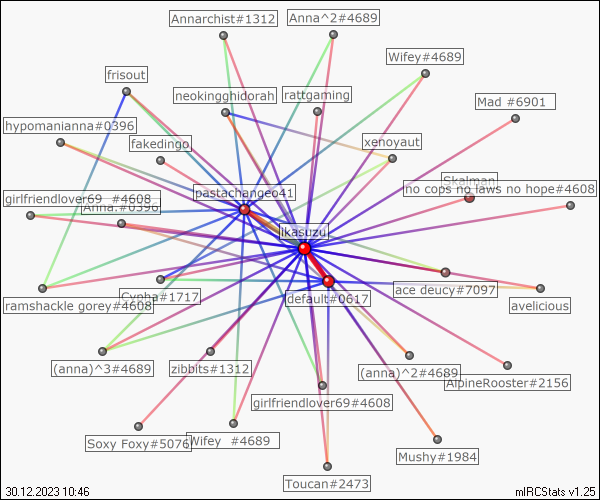 Annarchist#1312
Anna^2#4689
Wifey#4689
frisout
neokingghidorah
rattgaming
Mad #6901
hypomanianna#0396
fakedingo
xenoyaut
Skalman
no cops no laws no hope#4608
pastachangeo41
girlfriendlover69 #4608
Anna.#0396
ikasuzu
ramshackle gorey#4608
Cynha#1717
default#0617
ace deucy#7097
avelicious
(anna)^3#4689
zibbits#1312
(anna)^2#4689
AlpineRooster#2156
girlfriendlover69#4608
Soxy Foxy#5076
Wifey #4689
Mushy#1984
Toucan#2473
30.12.2023 10:46
mIRCStats v1.25